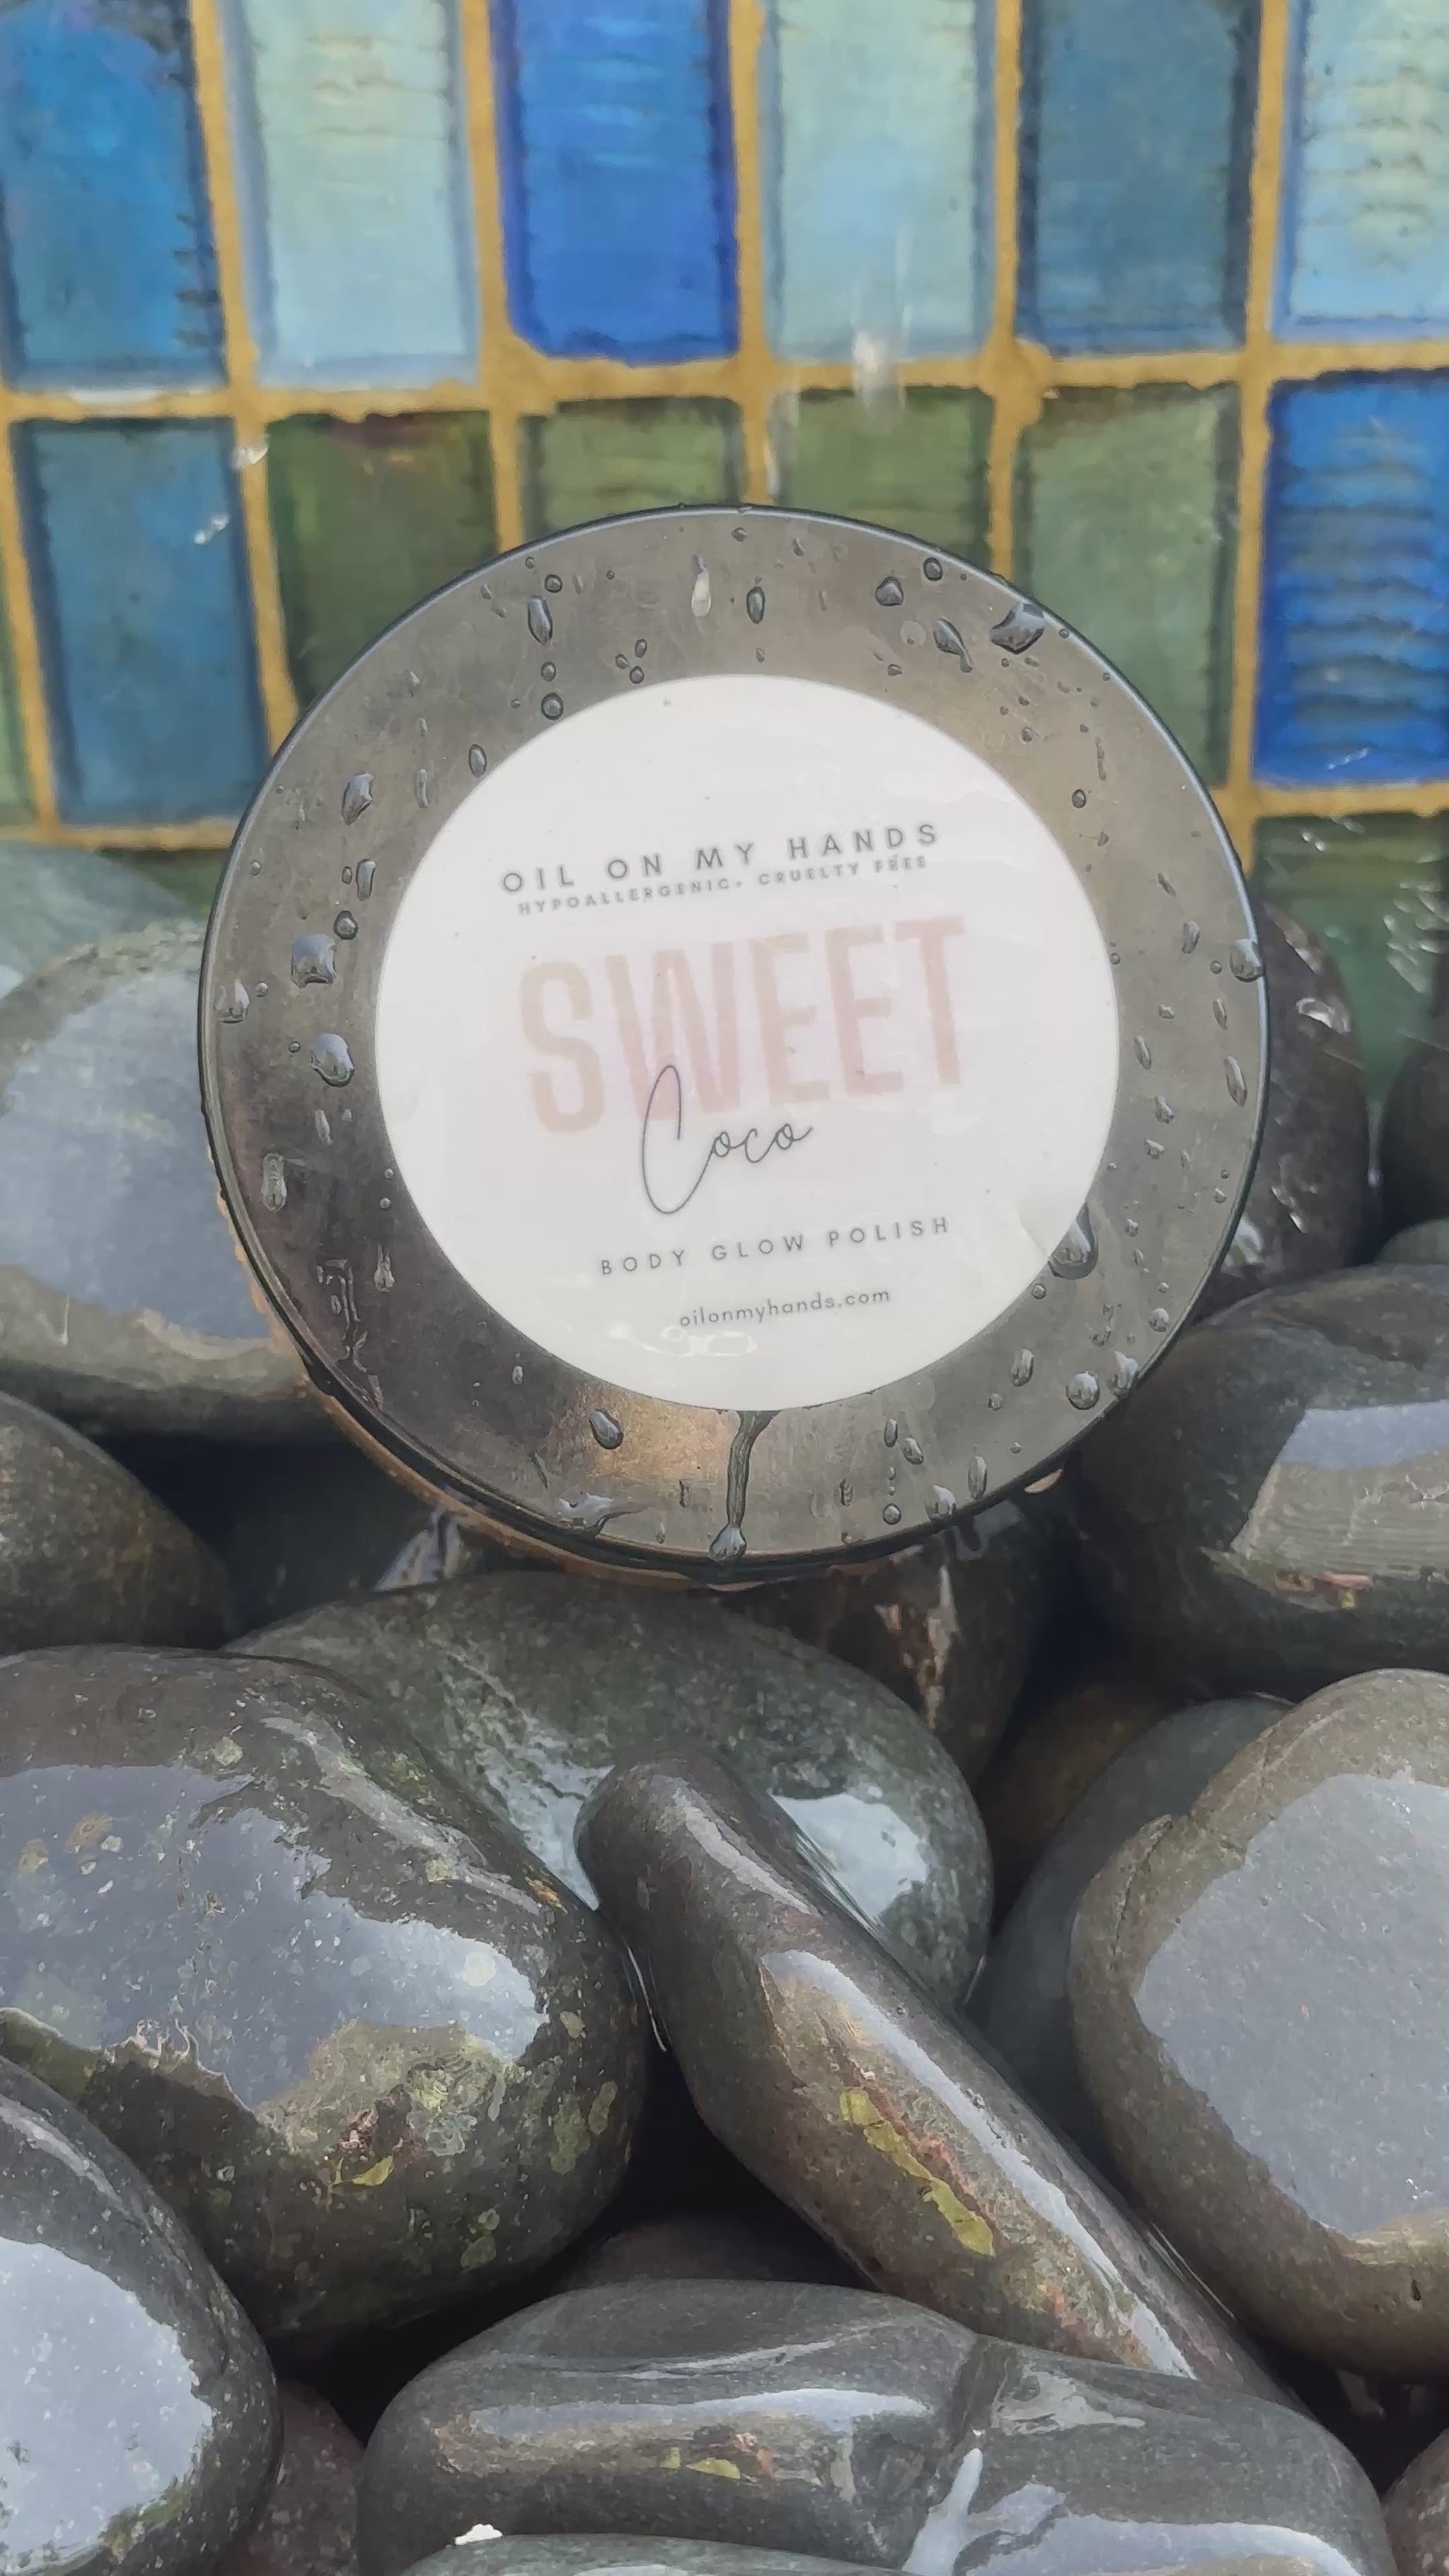 OIL ON MY HANDS
HYPOALLERGENIC. CRUELTY FREE
SWEET
Coco
BODY GLOW POLISH
oilonmyhands.com